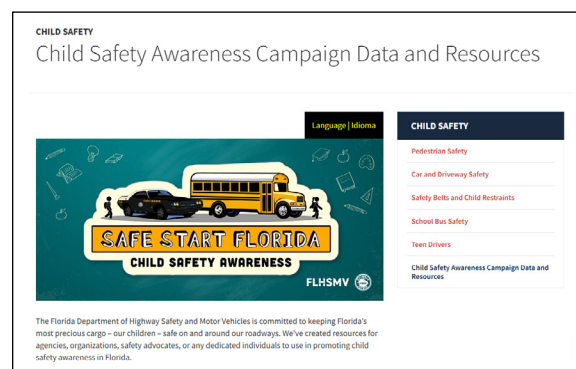 CHILD SAFETY
Child Safety Awareness Campaign Data and Resources
Language | Idioma
SAFE START FLORIDA
CHILD SAFETY AWARENESS
FLHSMV
The Florida Department of Highway Safety and Motor Vehicles is committed to keeping Florida's
most precious cargo – our children – safe on and around our roadways. We've created resources for
agencies, organizations, safety advocates, or any dedicated individuals to use in promoting child
safety awareness in Florida.
CHILD SAFETY
Pedestrian Safety
Car and Driveway Safety
Safety Belts and Child Restraints
School Bus Safety
Teen Drivers
Child Safety Awareness Campaign Data and
Resources